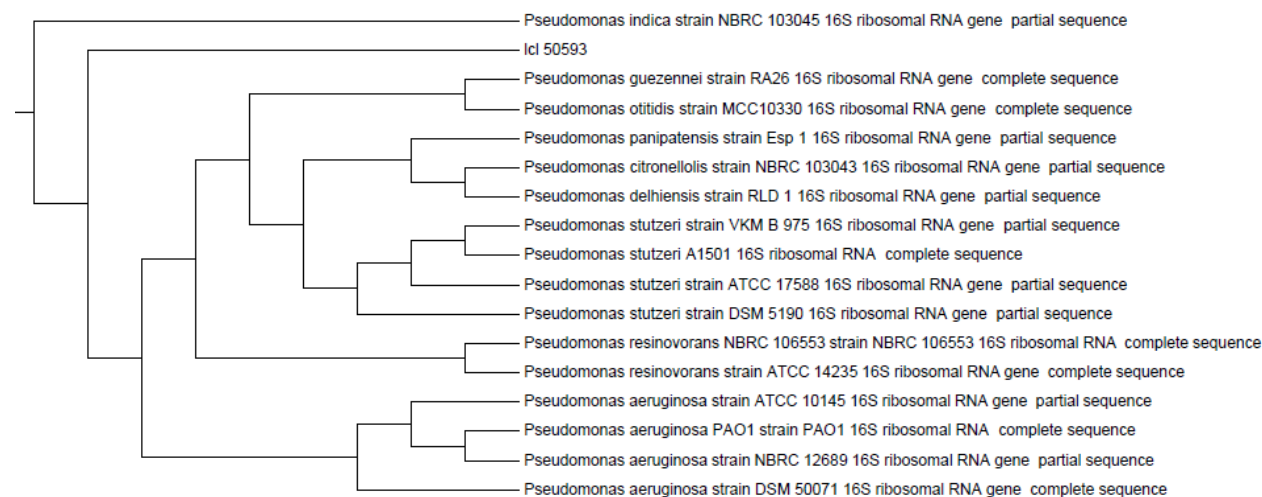 Pseudomonas indica strain NBRC 103045 16S ribosomal RNA gene partial sequence
lcl 50593
Pseudomonas guezennei strain RA26 16S ribosomal RNA gene complete sequence
Pseudomonas otitidis strain MCC10330 16S ribosomal RNA gene complete sequence
Pseudomonas panipatensis strain Esp 1 16S ribosomal RNA gene partial sequence
Pseudomonas citronellolis strain NBRC 103043 16S ribosomal RNA gene partial sequence
Pseudomonas delhiensis strain RLD 1 16S ribosomal RNA gene partial sequence
Pseudomonas stutzeri strain VKM B 975 16S ribosomal RNA gene partial sequence
Pseudomonas stutzeri A1501 16S ribosomal RNA complete sequence
Pseudomonas stutzeri strain ATCC 17588 16S ribosomal RNA gene partial sequence
Pseudomonas stutzeri strain DSM 5190 16S ribosomal RNA gene partial sequence
Pseudomonas resinovorans NBRC 106553 strain NBRC 106553 16S ribosomal RNA complete sequence
Pseudomonas resinovorans strain ATCC 14235 16S ribosomal RNA gene complete sequence
Pseudomonas aeruginosa strain ATCC 10145 16S ribosomal RNA gene partial sequence
Pseudomonas aeruginosa PAO1 strain PAO1 16S ribosomal RNA complete sequence
Pseudomonas aeruginosa strain NBRC 12689 16S ribosomal RNA gene partial sequence
Pseudomonas aeruginosa strain DSM 50071 16S ribosomal RNA gene complete sequence